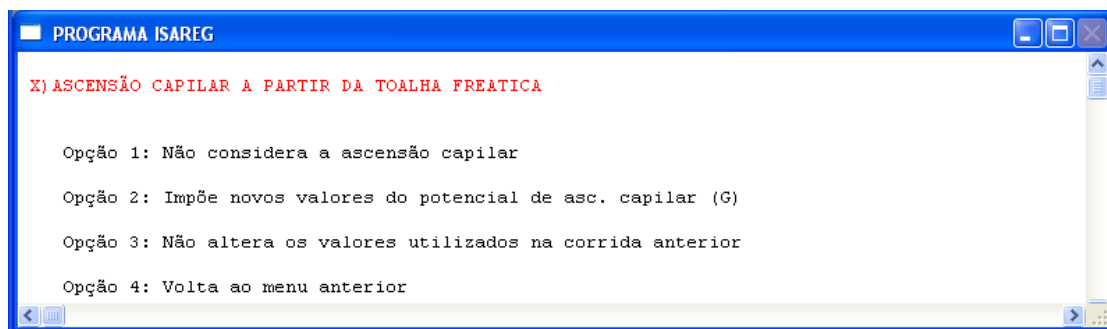 PROGRAMA ISAREG
X)ASCENSÃO CAPILAR A PARTIR DA TOALHA FREATICA
Opção 1: Não considera a ascensão capilar
Opção 2: Impõe novos valores do potencial de asc. capilar (G)
Opção 3: Não altera os valores utilizados na corrida anterior
Opção 4: Volta ao menu anterior